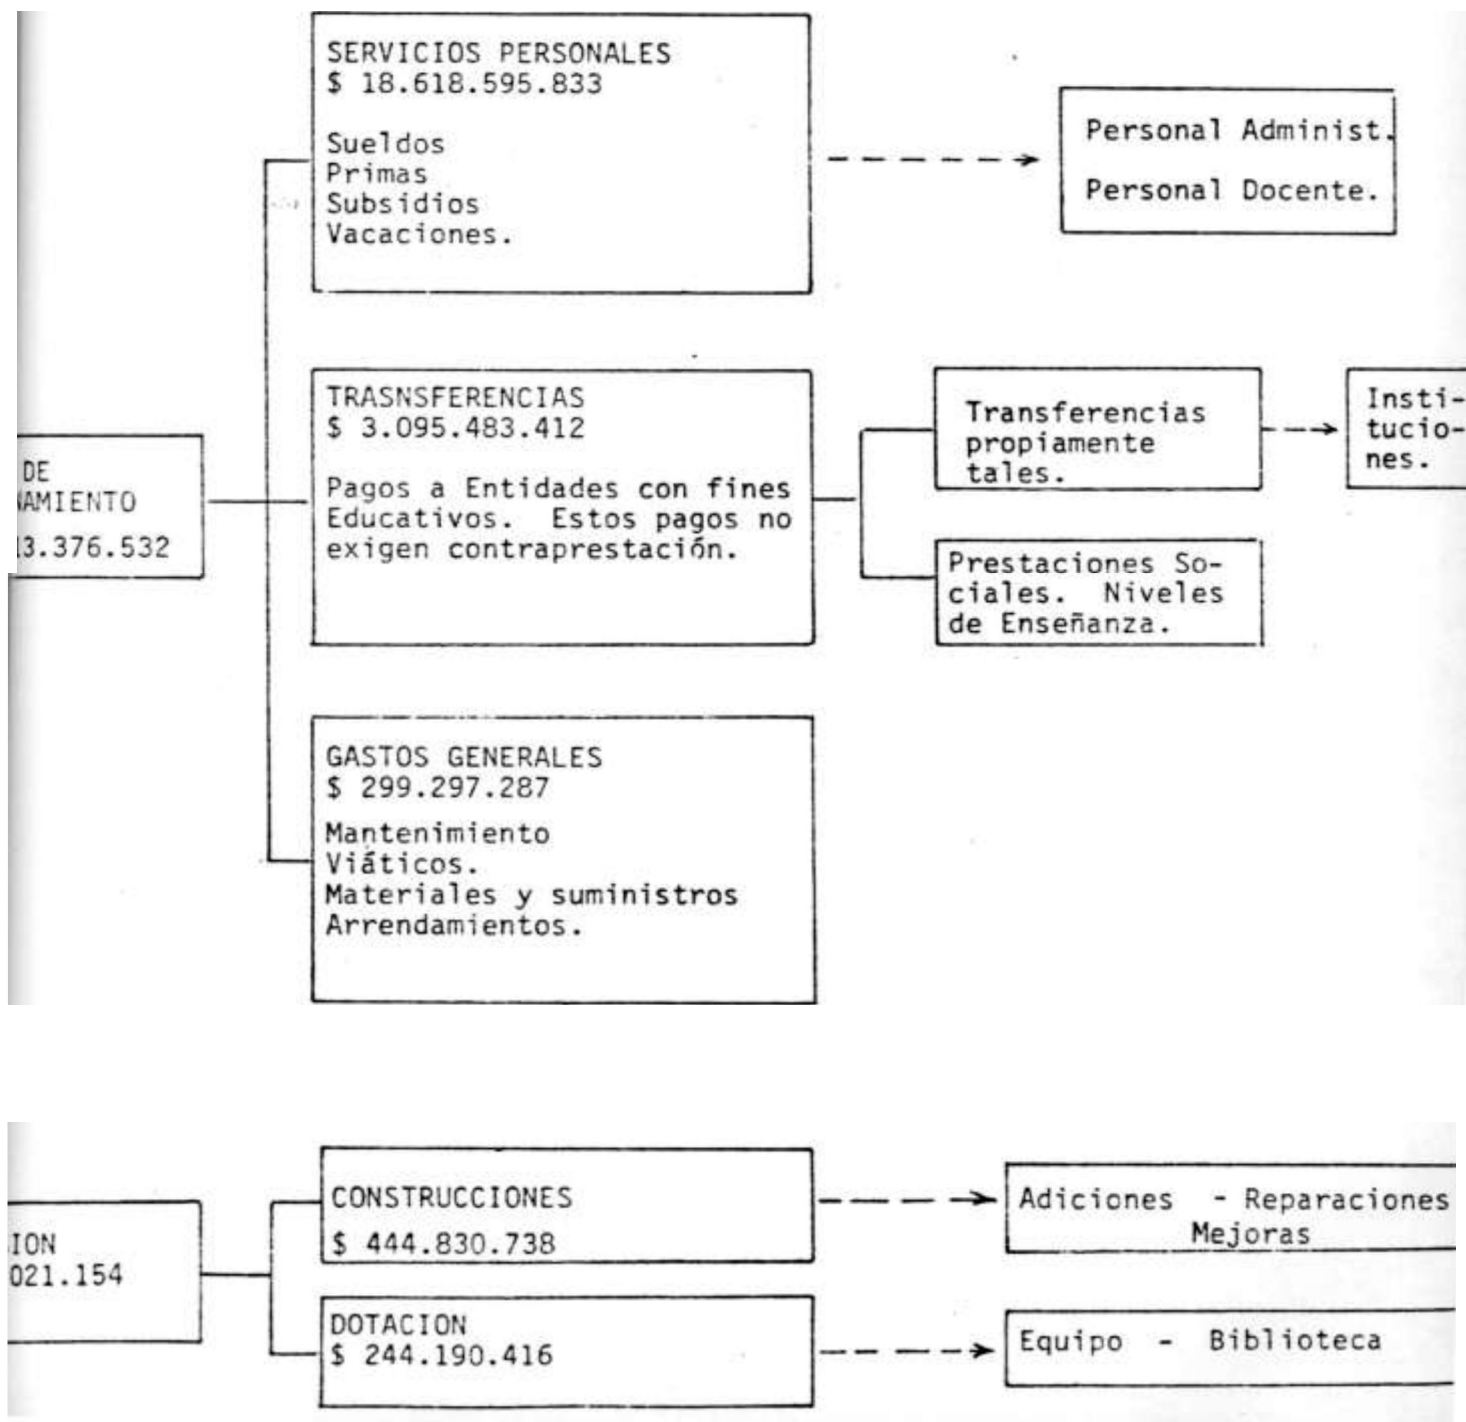 SERVICIOS PERSONALES
$ 18.618.595.833
Sueldos
Primas
Subsidios
Vacaciones.
Personal Administ.
Personal Docente.
DE
NAMIENTO
13.376.532
TRASNSFERENCIAS
$ 3.095.483.412
Pagos a Entidades con fines
Educativos. Estos pagos no
exigen contraprestación.
Transferencias
propiamente
tales.
Insti-
tucio-
nes.
Prestaciones So-
ciales. Niveles
de Enseñanza.
GASTOS GENERALES
$ 299.297.287
Mantenimiento
Viáticos.
Materiales y suministros
Arrendamientos.
ION
021.154
CONSTRUCCIONES
$ 444.830.738
Adiciones - Reparaciones
Mejoras
DOTACION
$ 244.190.416
Equipo - Biblioteca